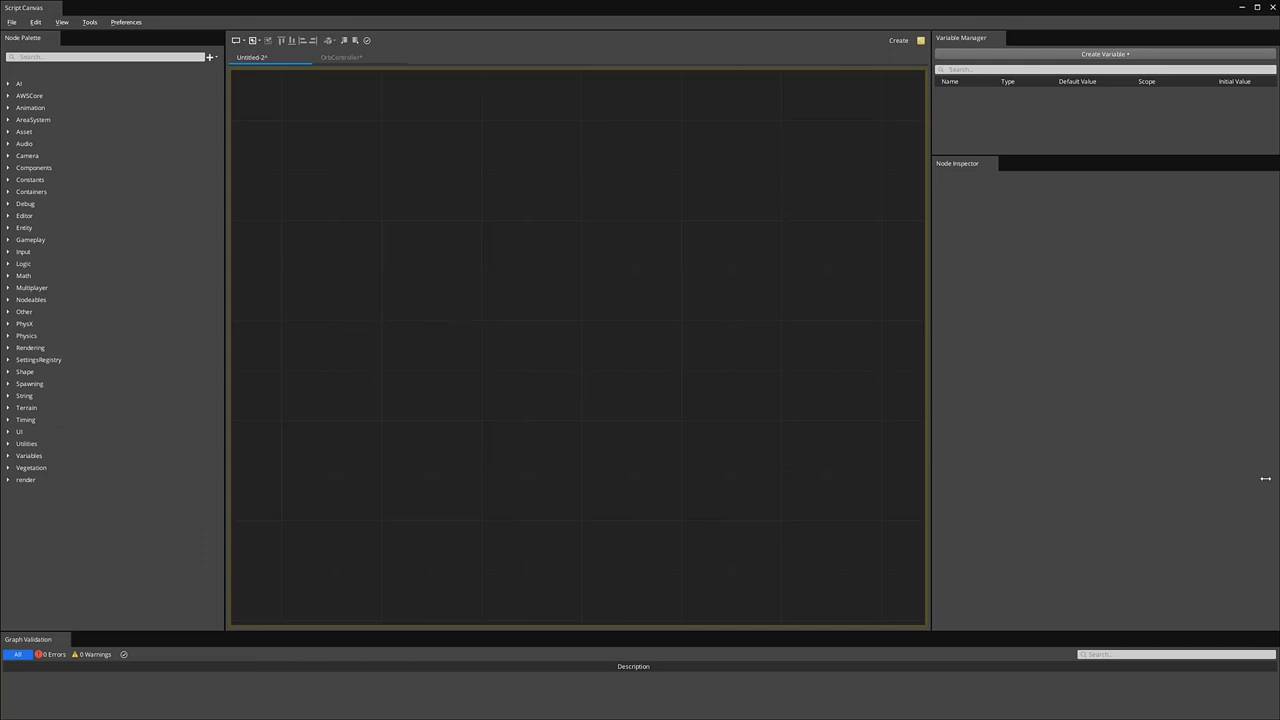 Script Canvas
File Edit View Tools Preferences
Node Palette
Search...
AI
AWSCore
Animation
AreaSystem
Asset
Audio
Camera
Components
Constants
Containers
Debug
Editor
Entity
Gameplay
Input
Logic
Math
Multiplayer
Nodeables
Other
PhysX
Physics
Rendering
SettingsRegistry
Shape
Spawning
String
Terrain
Timing
UI
Utilities
Variables
Vegetation
render
Create
Untitled-2* OrbController*
Variable Manager
Create Variable +
Search...
Name Type Default Value Scope Initial Value
Node Inspector
Graph Validation
All 0 Errors 0 Warnings Search...
Description